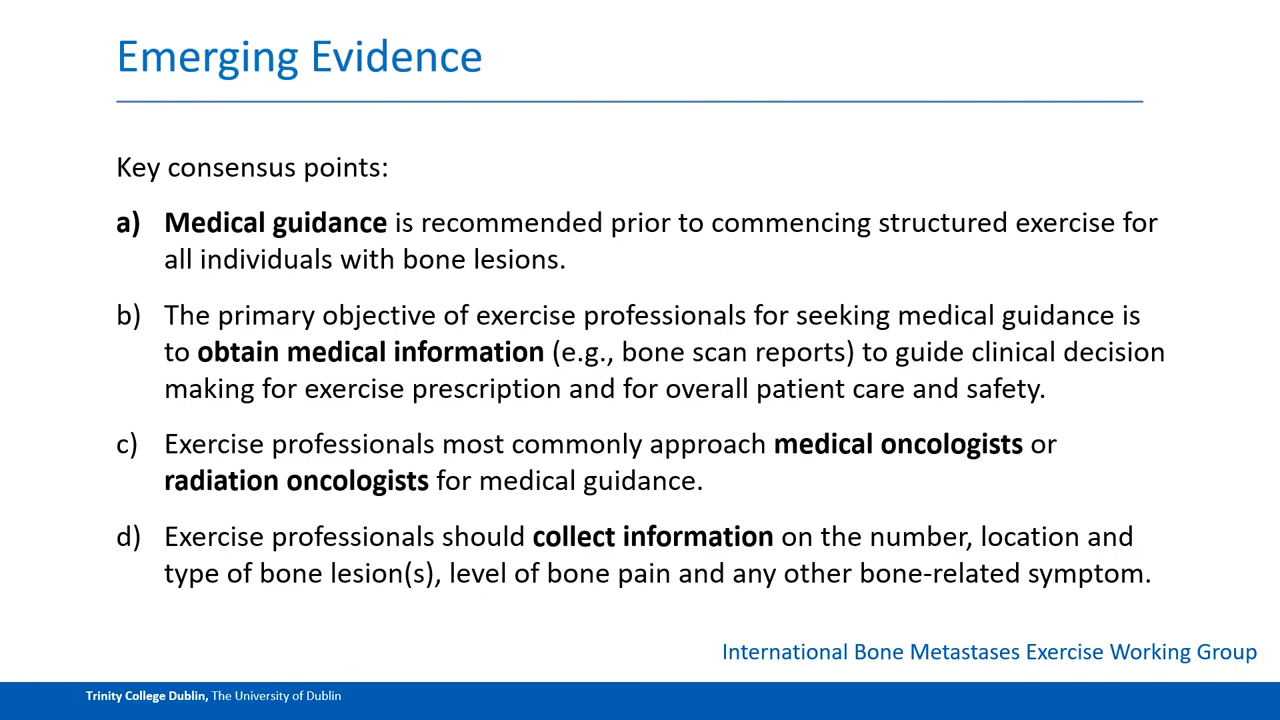 Emerging Evidence
Key consensus points:
a) Medical guidance is recommended prior to commencing structured exercise for
all individuals with bone lesions.
b) The primary objective of exercise professionals for seeking medical guidance is
to obtain medical information (e.g., bone scan reports) to guide clinical decision
making for exercise prescription and for overall patient care and safety.
c) Exercise professionals most commonly approach medical oncologists or
radiation oncologists for medical guidance.
d) Exercise professionals should collect information on the number, location and
type of bone lesion(s), level of bone pain and any other bone-related symptom.
International Bone Metastases Exercise Working Group
Trinity College Dublin, The University of Dublin